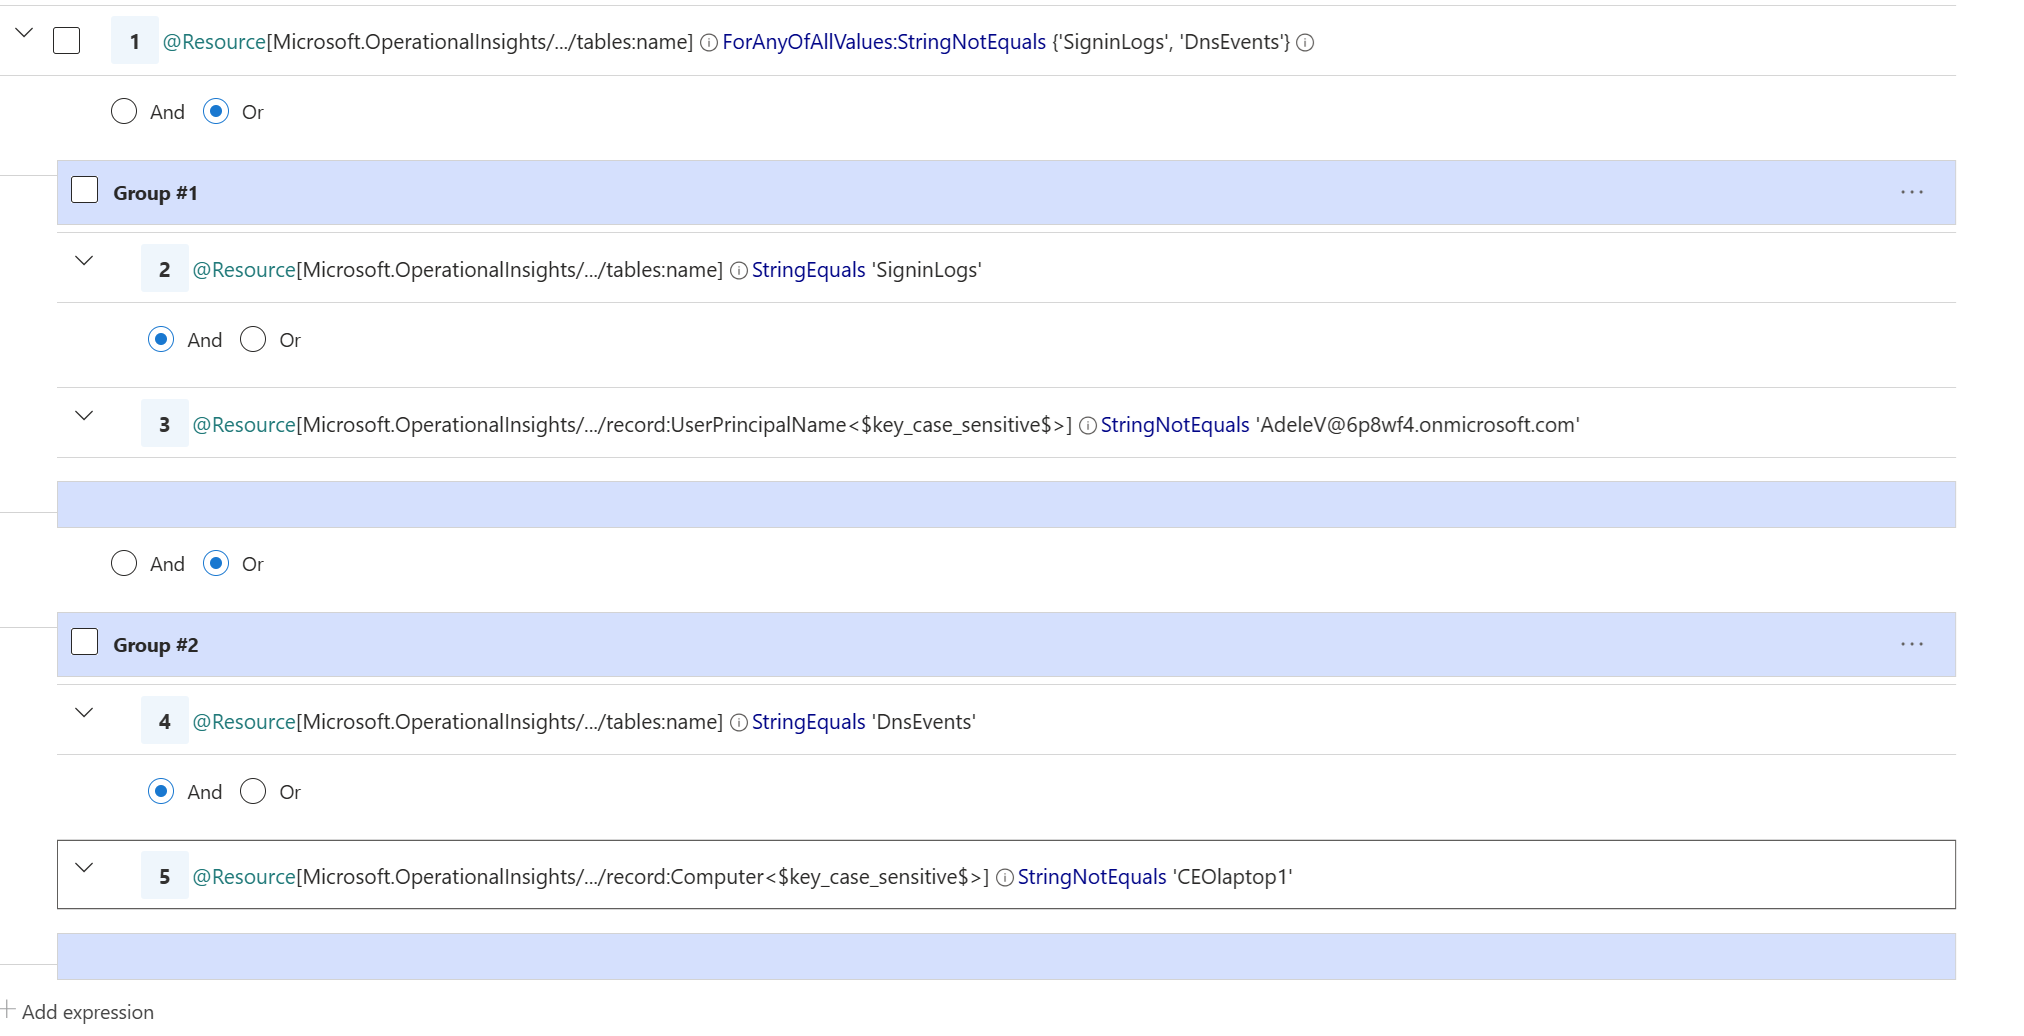 1 @Resource[Microsoft.OperationalInsights/.../tables:name] ForAnyOfAllValues:StringNotEquals {'SigninLogs', 'DnsEvents'}
And Or
Group #1
2 @Resource[Microsoft.OperationalInsights/.../tables:name] StringEquals 'SigninLogs'
And Or
3 @Resource[Microsoft.OperationalInsights/.../record:UserPrincipalName<$key_case_sensitive$>] StringNotEquals 'AdeleV@6p8wf4.onmicrosoft.com'
And Or
Group #2
4 @Resource[Microsoft.OperationalInsights/.../tables:name] StringEquals 'DnsEvents'
And Or
5 @Resource[Microsoft.OperationalInsights/.../record:Computer<$key_case_sensitive$>] StringNotEquals 'CEOlaptop1'
+ Add expression